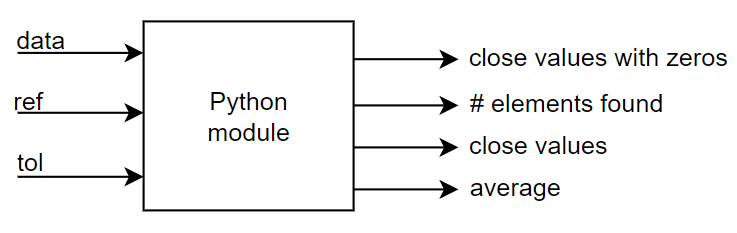 data
ref
tol
Python
module
close values with zeros
# elements found
close values
average